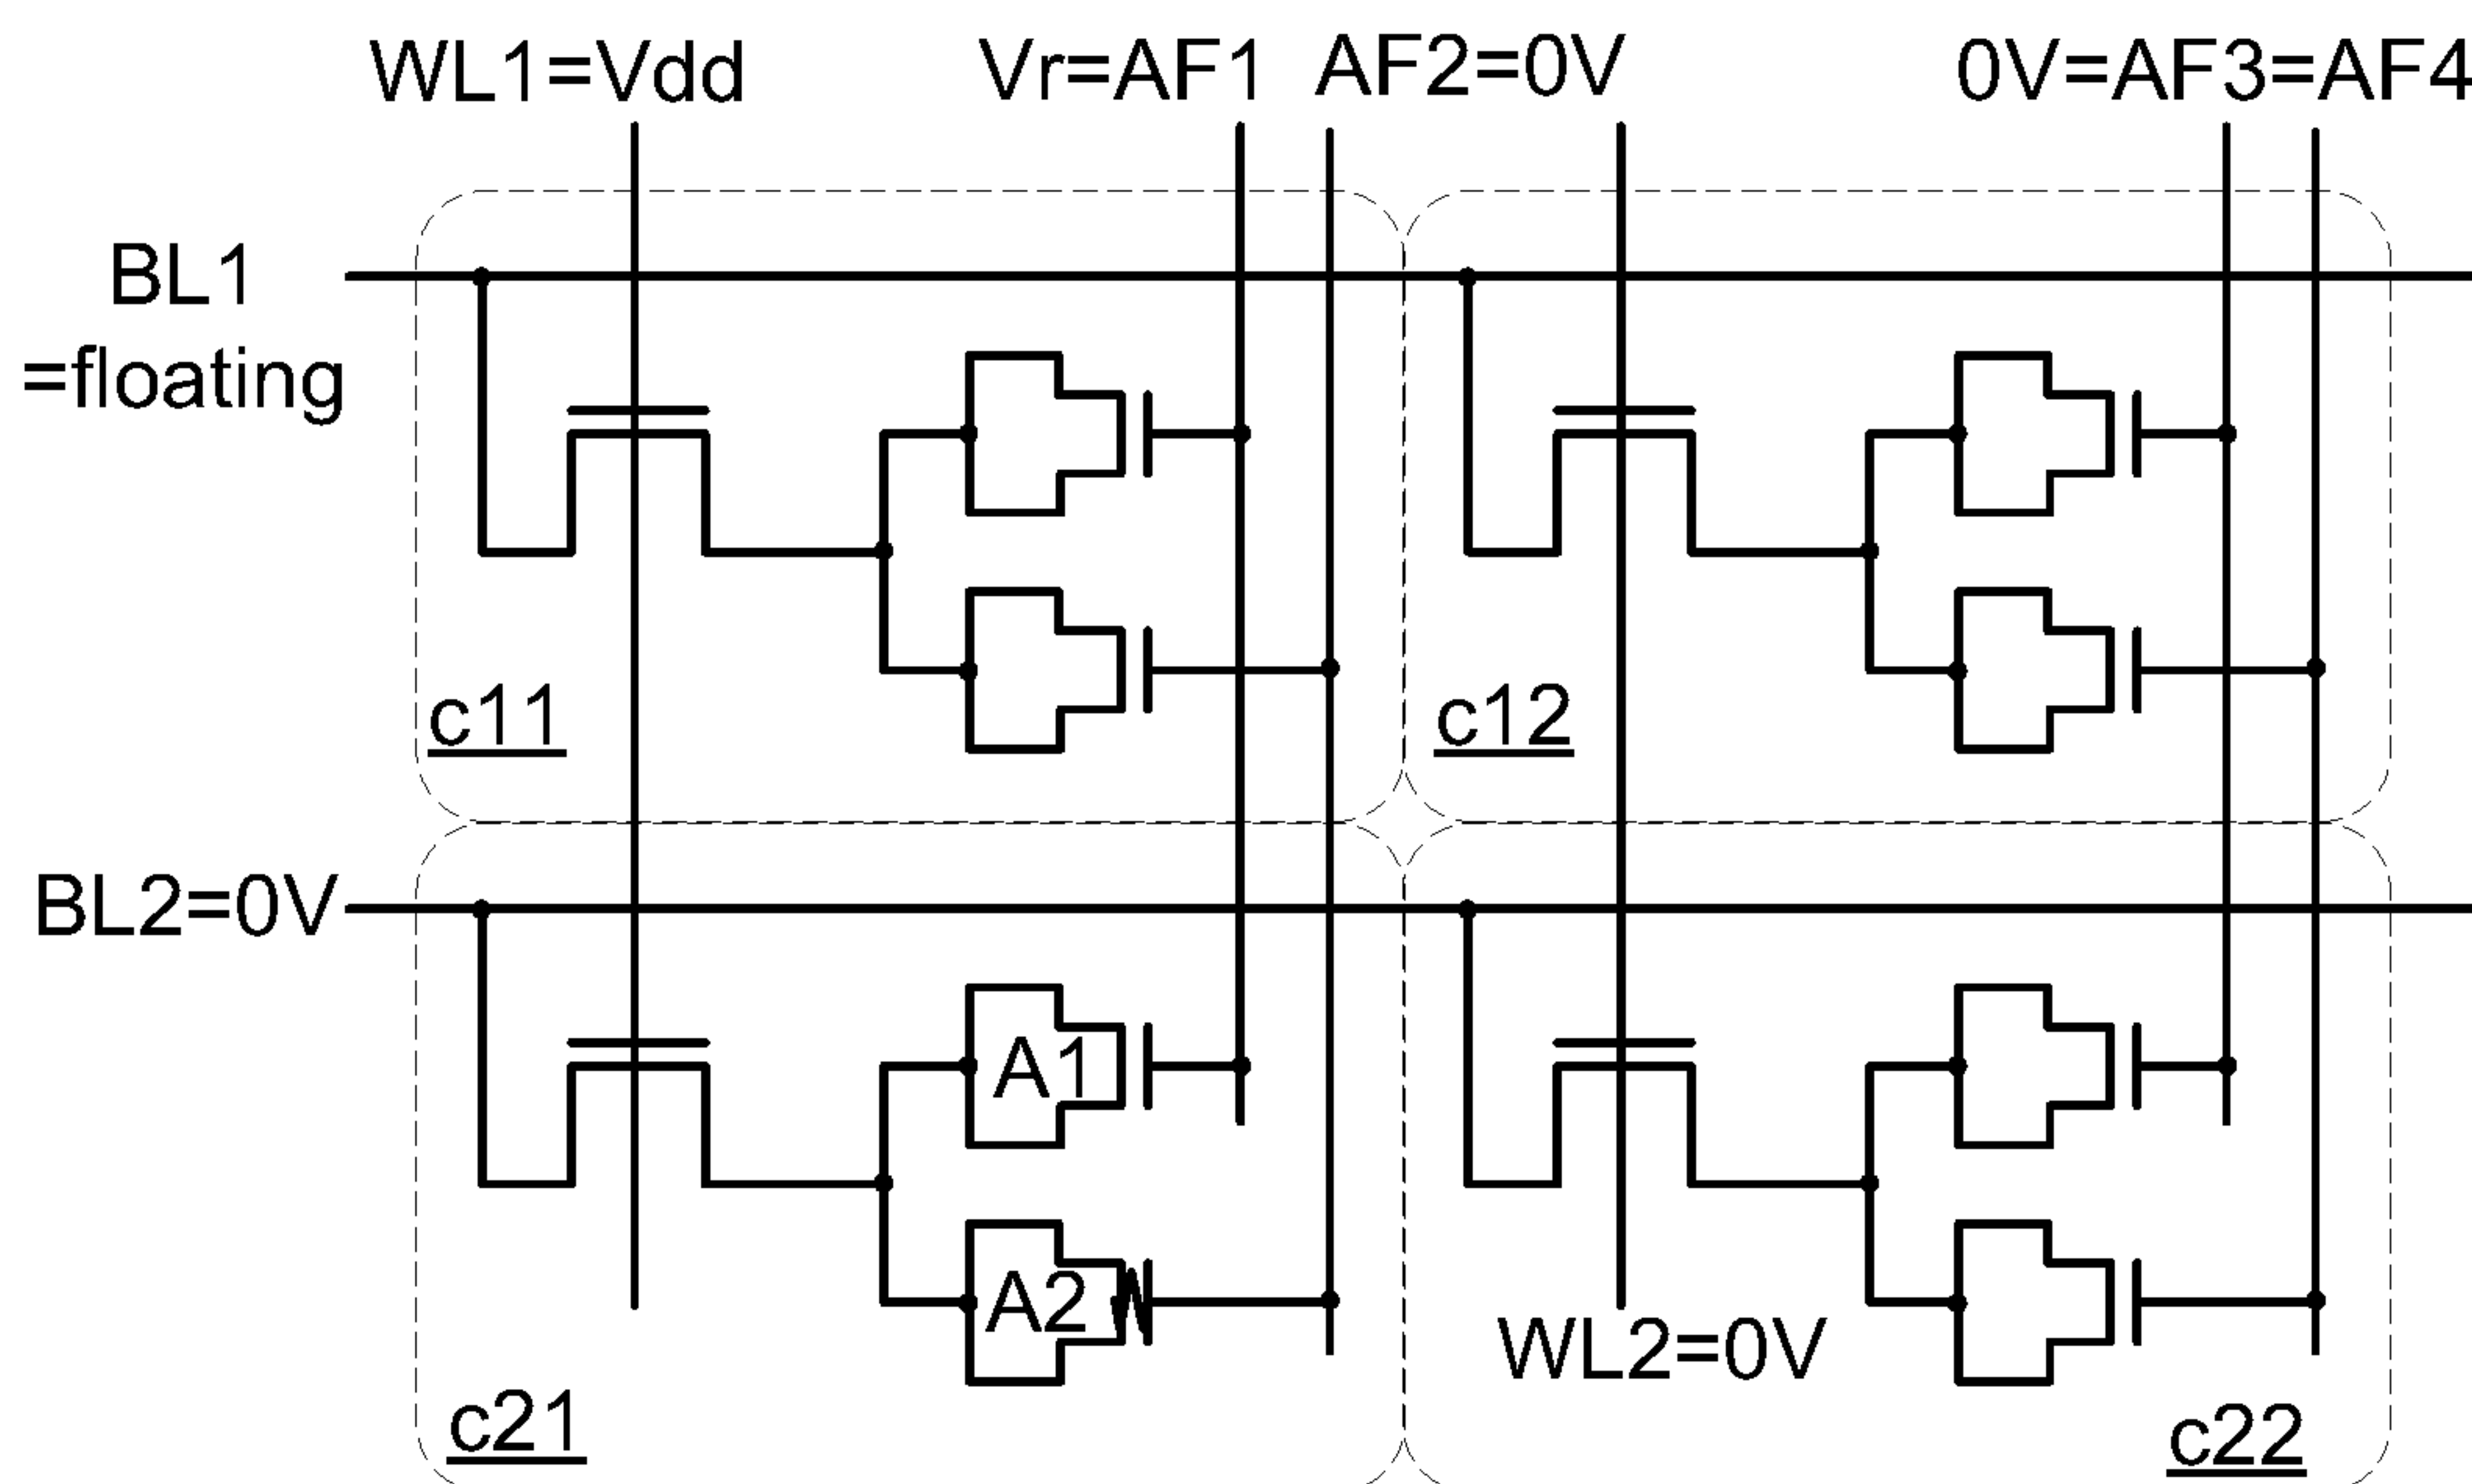 WL1=Vdd
Vr=AF1
AF2=0V
0V=AF3=AF4
BL1
=floating
c11
c12
BL2=0V
A1
A2
WL2=0V
c21
c22